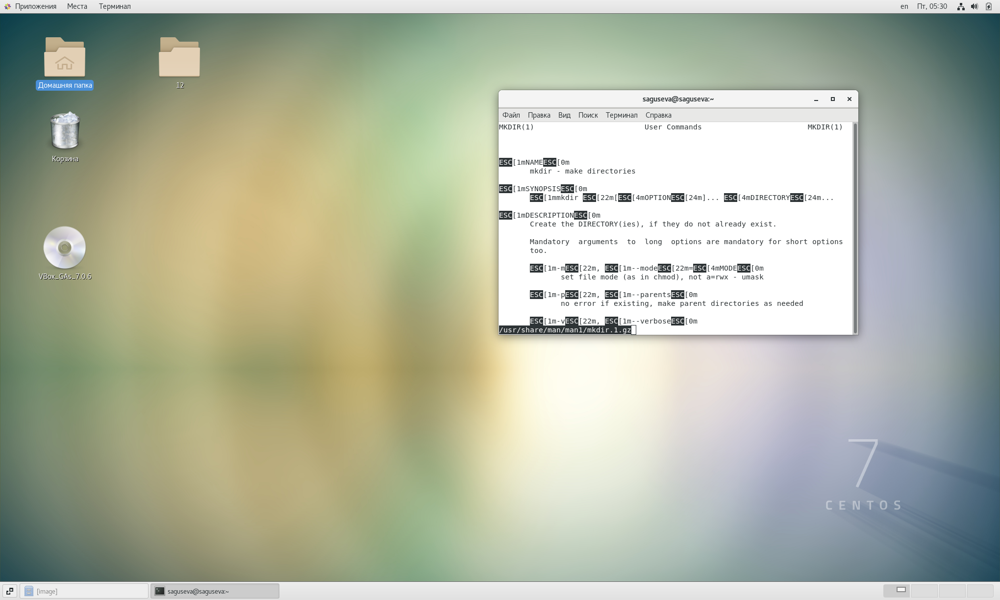 Приложения Места Терминал en Пт, 05:30
Домашняя папка
12
Корзина
VBox_GAs_7.0.6
saguseva@saguseva:~
Файл Правка Вид Поиск Терминал Справка
MKDIR(1) User Commands MKDIR(1)
ESC[1mNAMEESC[0m
mkdir - make directories
ESC[1mSYNOPSISESC[0m
ESC[1mmkdir ESC[22m[ESC[4mOPTIONESC[24m]... ESC[4mDIRECTORYESC[24m...
ESC[1mDESCRIPTIONESC[0m
Create the DIRECTORY(ies), if they do not already exist.
Mandatory arguments to long options are mandatory for short options
too.
ESC[1m-mESC[22m, ESC[1m--modeESC[22m=ESC[4mMODEESC[0m
set file mode (as in chmod), not a=rwx - umask
ESC[1m-pESC[22m, ESC[1m--parentsESC[0m
no error if existing, make parent directories as needed
ESC[1m-vESC[22m, ESC[1m--verboseESC[0m
/usr/share/man/man1/mkdir.1.gz
7
CENTOS
[image] saguseva@saguseva:~